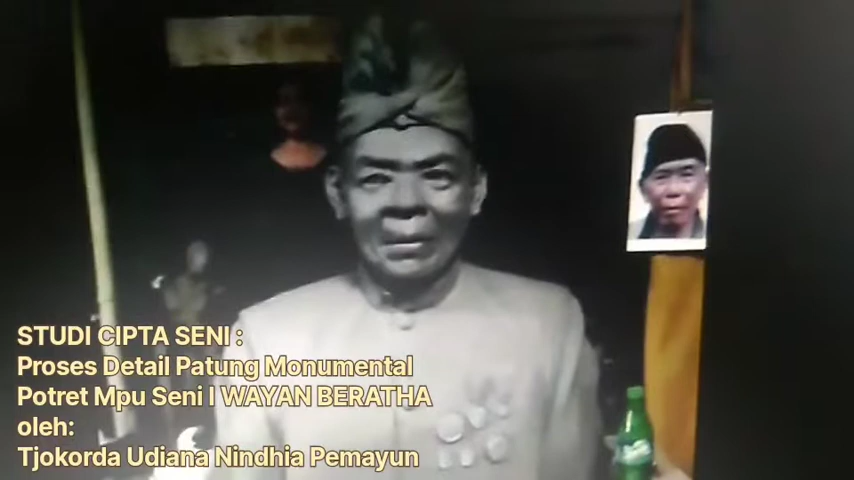 STUDI CIPTA SENI :
Proses Detail Patung Monumental
Potret Mpu Seni I WAYAN BERATHA
oleh:
Tjokorda Udiana Nindhia Pemayun